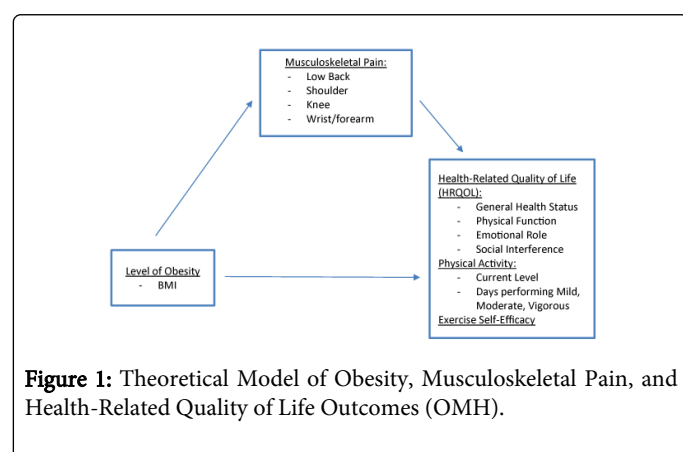 Musculoskeletal Pain:
- Low Back
- Shoulder
- Knee
- Wrist/forearm
Health-Related Quality of Life
(HRQOL):
- General Health Status
- Physical Function
- Emotional Role
- Social Interference
Physical Activity:
- Current Level
- Days performing Mild,
Moderate, Vigorous
Exercise Self-Efficacy
Level of Obesity
- BMI
Figure 1: Theoretical Model of Obesity, Musculoskeletal Pain, and
Health-Related Quality of Life Outcomes (OMH).